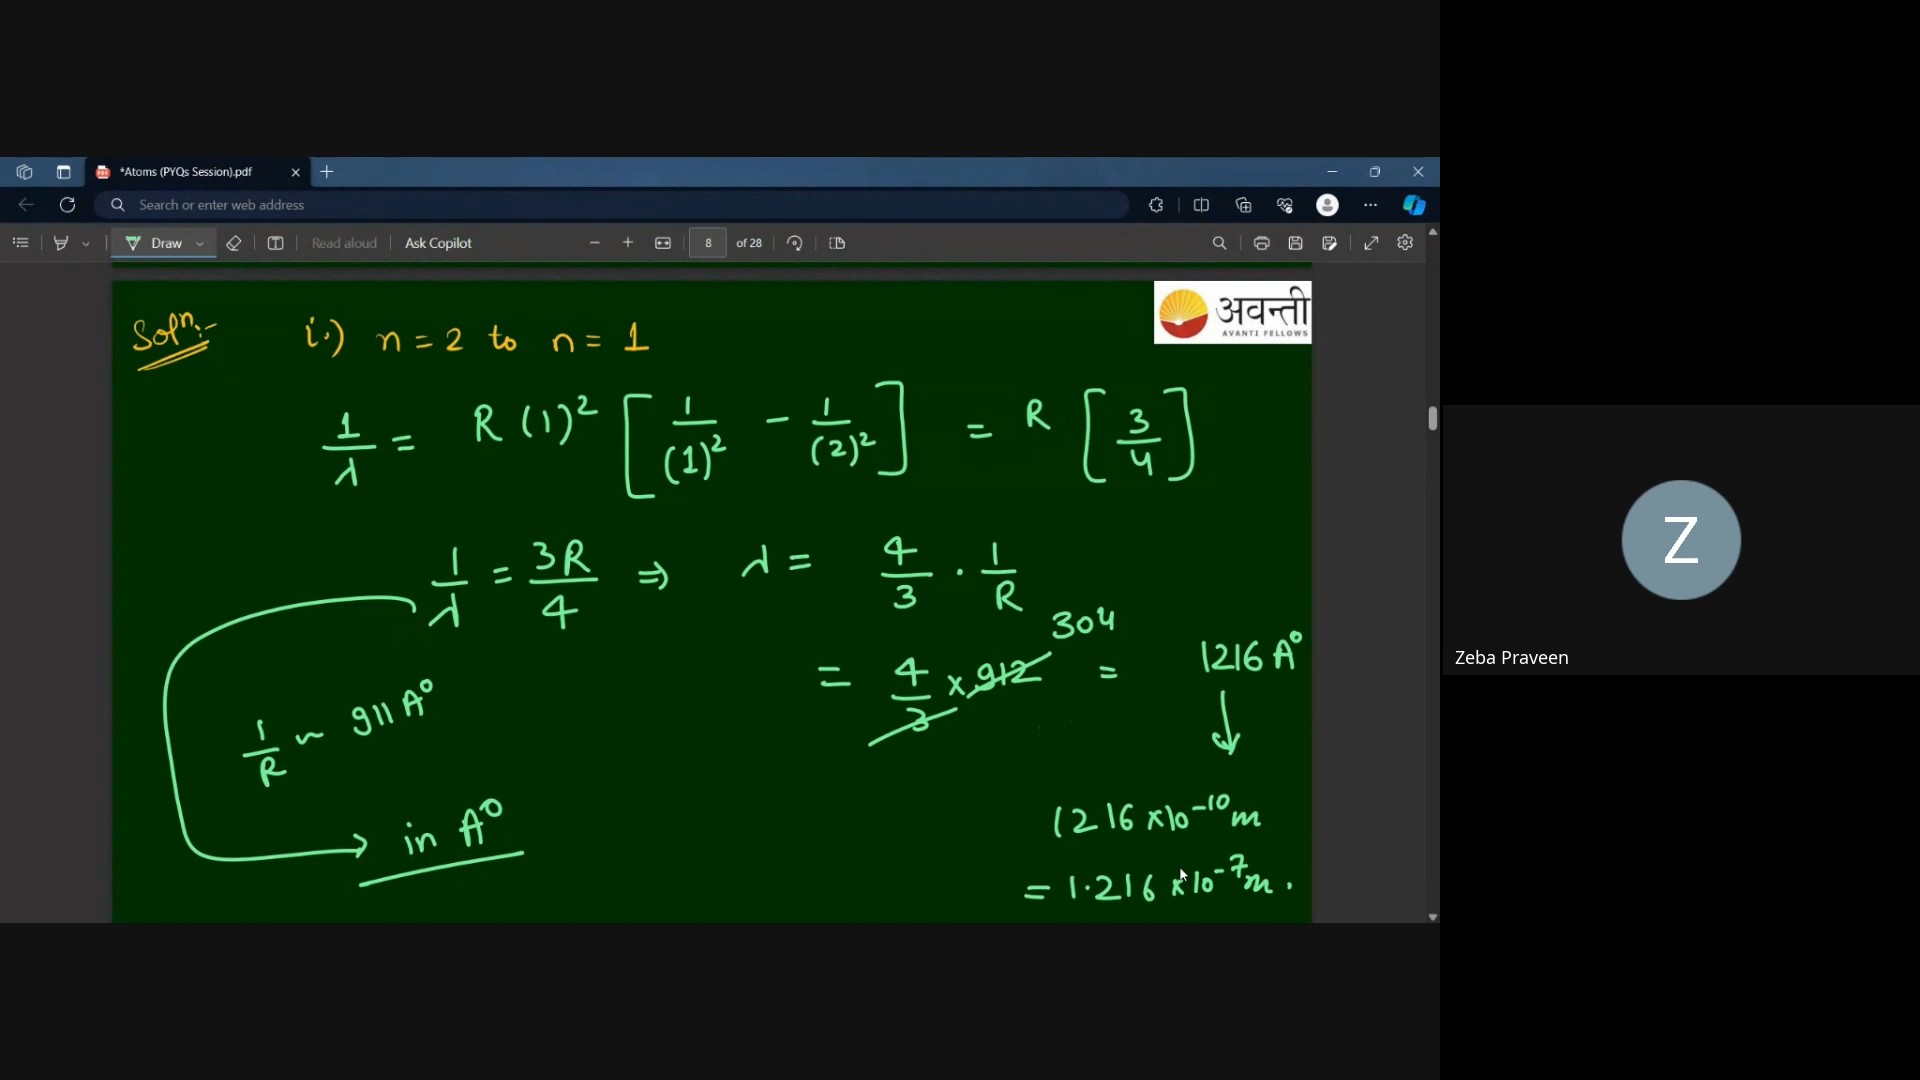 *Atoms (PYQs Session).pdf
Search or enter web address
Draw
Read aloud
Ask Copilot
8
of 28
अवन्ती
AVANTI FELLOWS
Solⁿ:-
i.) n = 2 to n = 1
1/λ = R (1)² [1/(1)² - 1/(2)²] = R [3/4]
1/λ = 3R/4 ⇒ λ = 4/3 · 1/R
304
= 4/3 × 912 = 1216 A°
1/R ~ 911 A°
in A°
1216 ×10⁻¹⁰ m
= 1.216 ×10⁻⁷ m.
Z
Zeba Praveen